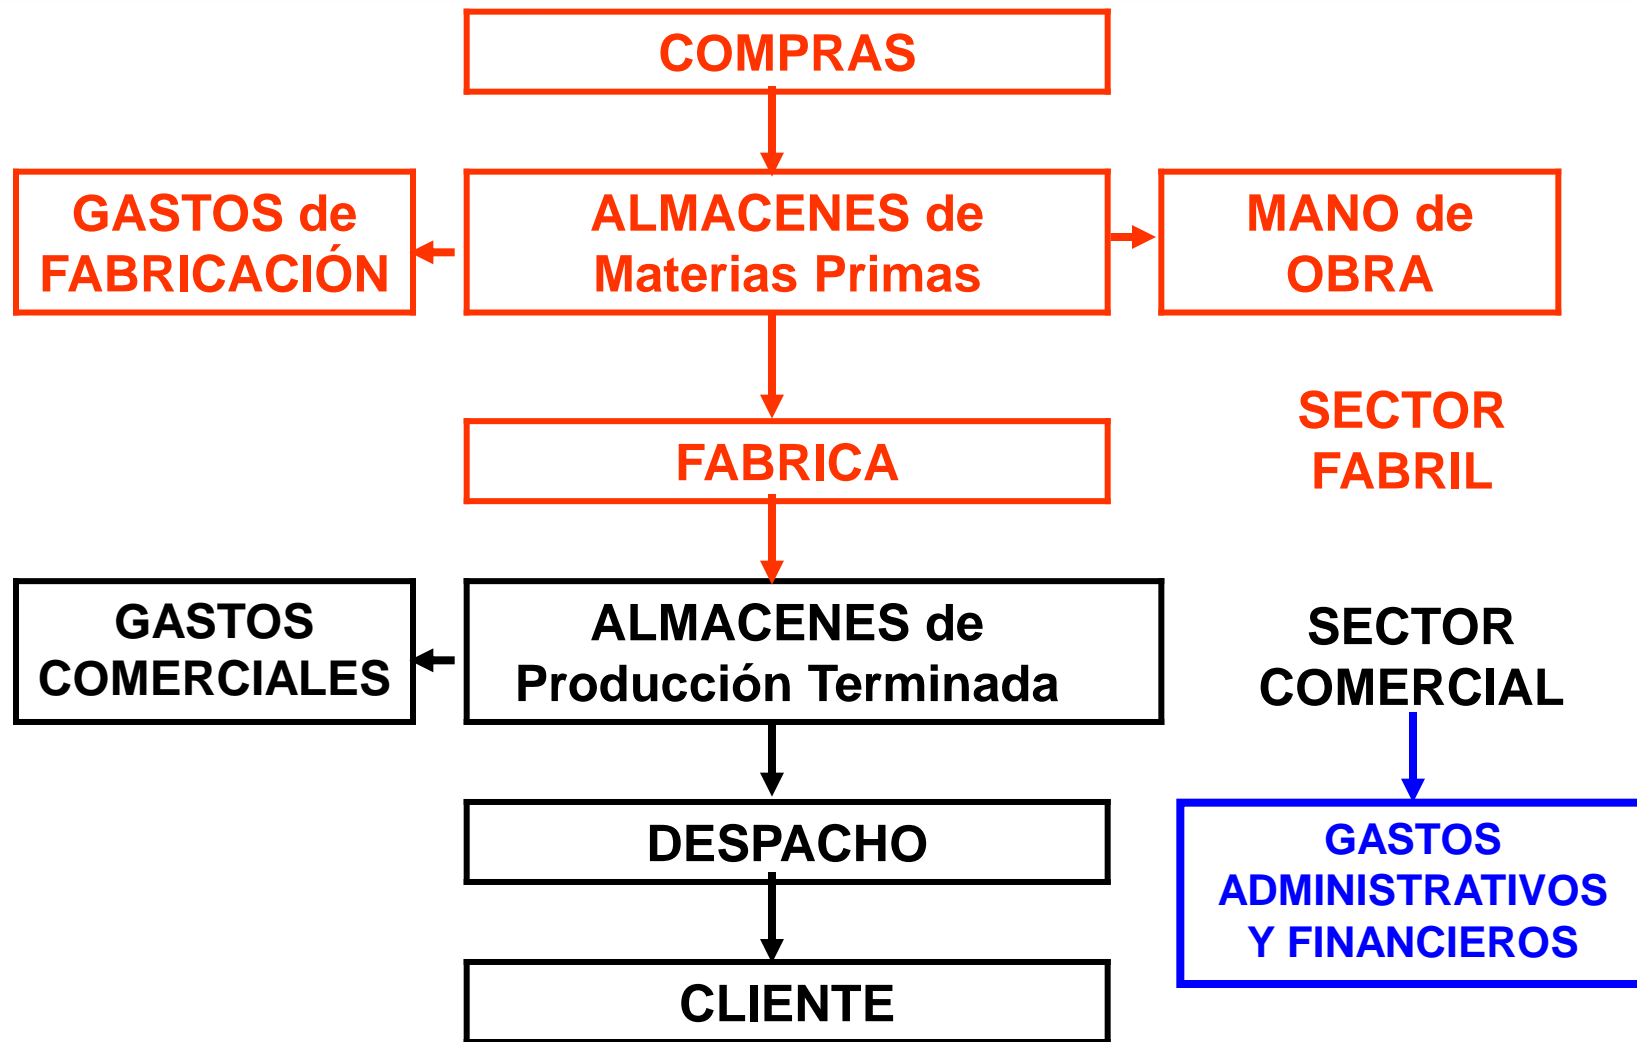 COMPRAS
GASTOS de
FABRICACIÓN
ALMACENES de
Materias Primas
MANO de
OBRA
SECTOR
FABRIL
FABRICA
GASTOS
COMERCIALES
ALMACENES de
Producción Terminada
SECTOR
COMERCIAL
DESPACHO
GASTOS
ADMINISTRATIVOS
Y FINANCIEROS
CLIENTE